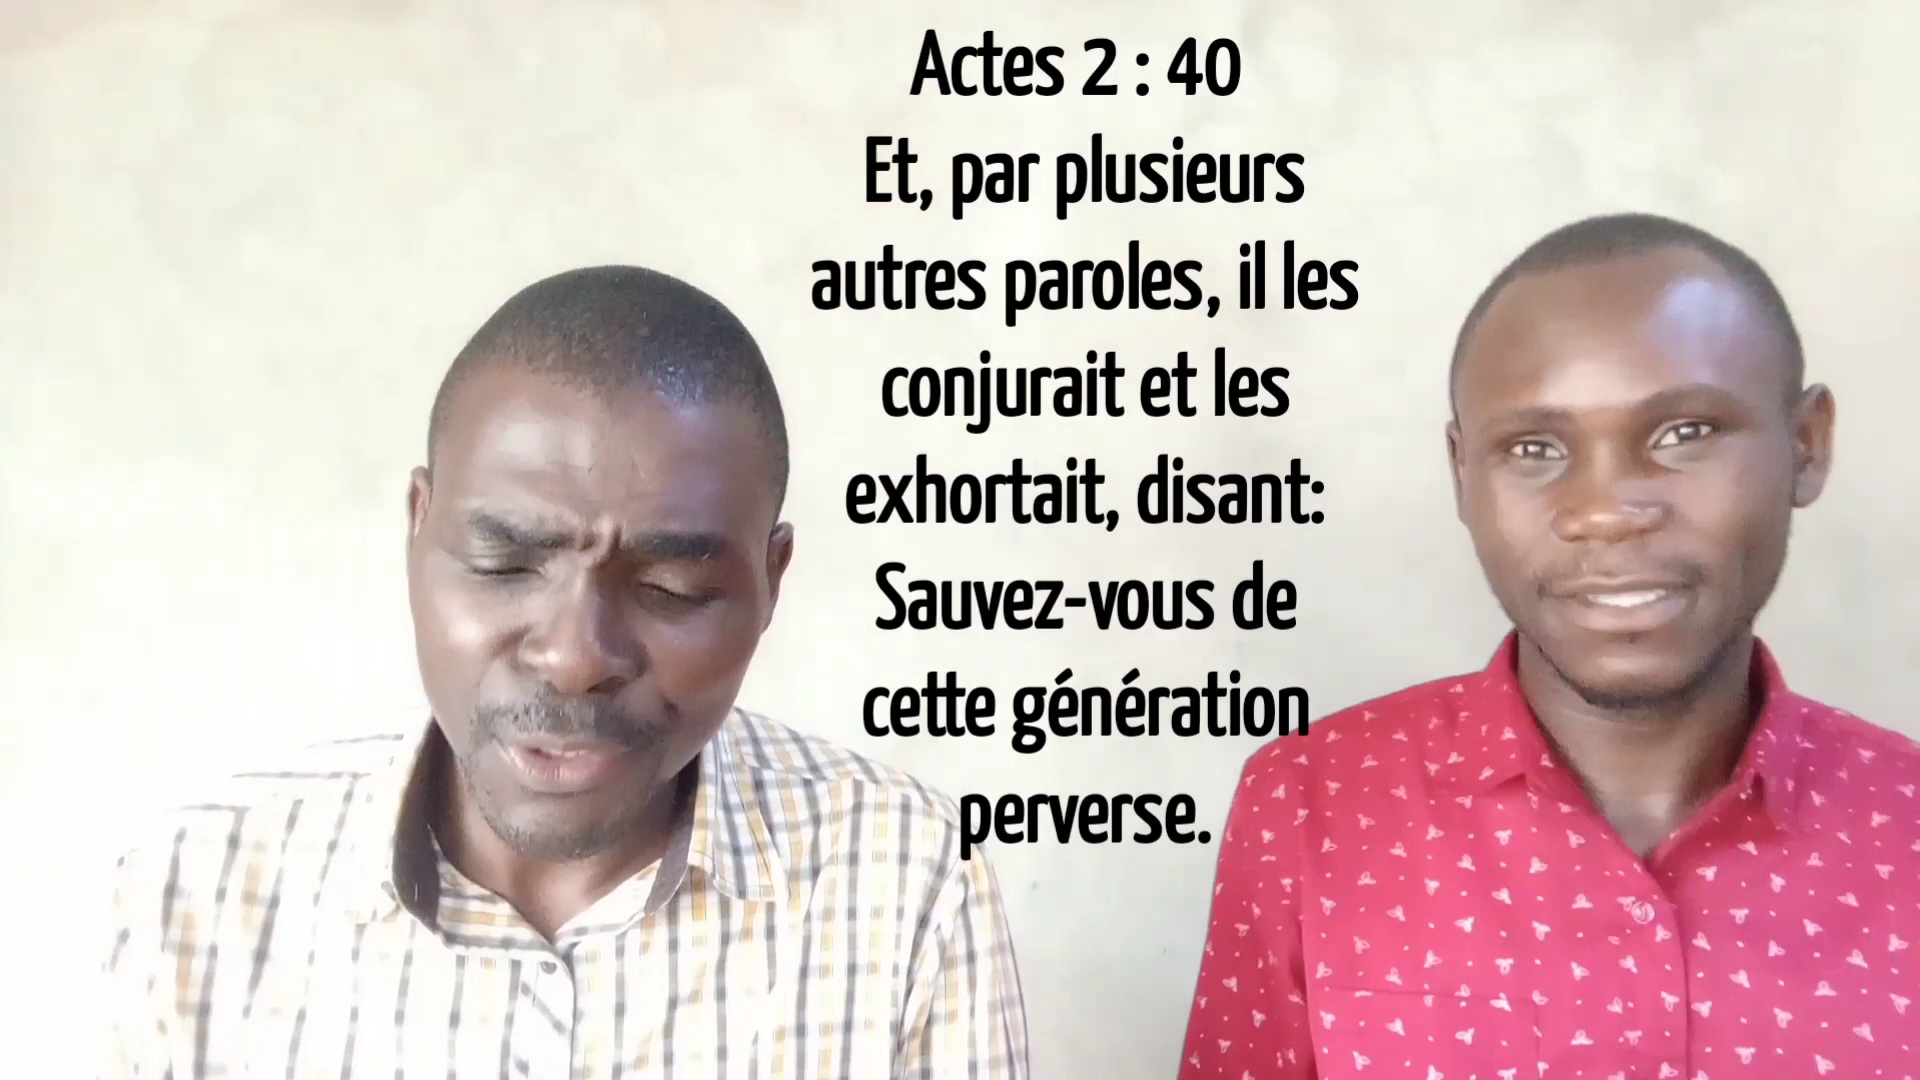 Actes 2 : 40
Et, par plusieurs
autres paroles, il les
conjurait et les
exhortait, disant:
Sauvez-vous de
cette génération
perverse.